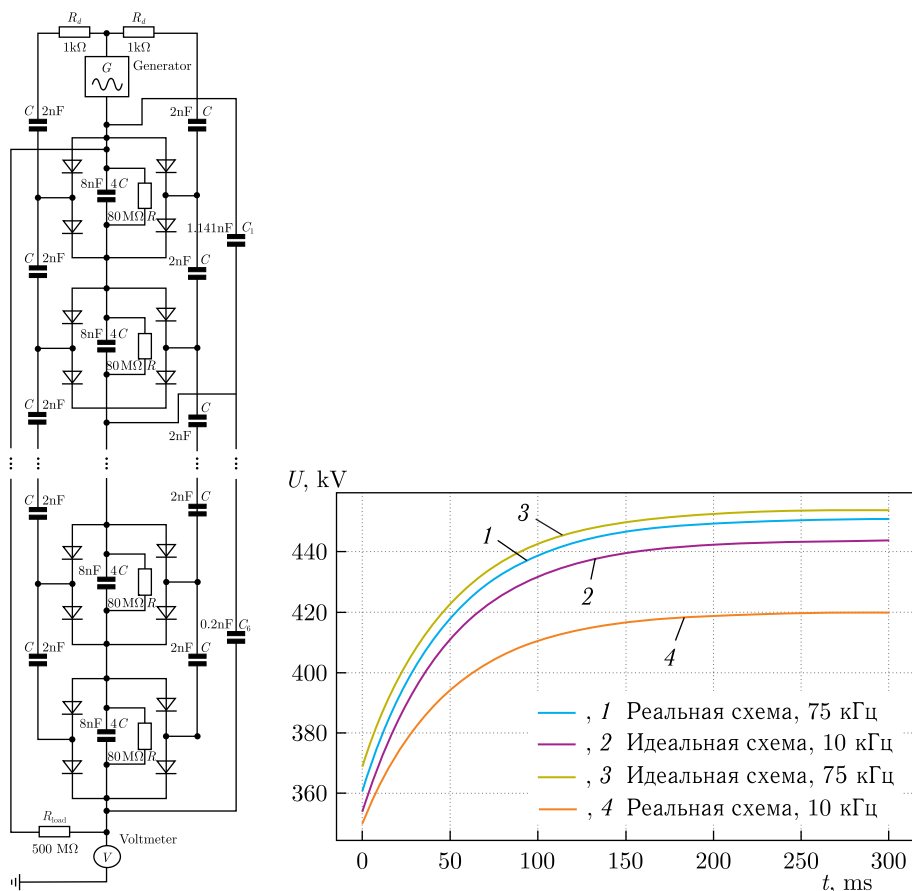 R_d R_d
1kΩ 1kΩ
G Generator
C 2nF 2nF C
8nF 4C
80MΩ R
1.141nF C_1
C 2nF 2nF C
8nF 4C
80MΩ R
C 2nF C
2nF
... ... ... ... ...
C 2nF 2nF C
8nF 4C
80MΩ R
0.2nF C_6
C 2nF 2nF C
8nF 4C
80MΩ R
R_load
500 MΩ
Voltmeter
V
U, kV
440
420
400
380
360
0 50 100 150 200 250 300
t, ms
1
3
2
4
, 1 Реальная схема, 75 кГц
, 2 Идеальная схема, 10 кГц
, 3 Идеальная схема, 75 кГц
, 4 Реальная схема, 10 кГц